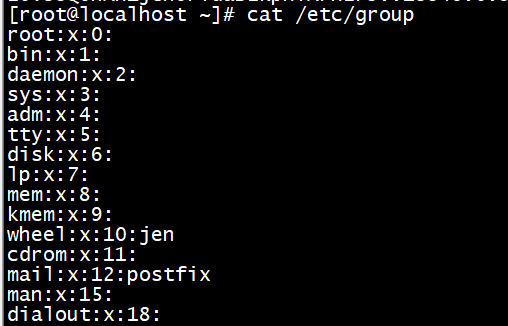 [root@localhost ~]# cat /etc/group
root:x:0:
bin:x:1:
daemon:x:2:
sys:x:3:
adm:x:4:
tty:x:5:
disk:x:6:
lp:x:7:
mem:x:8:
kmem:x:9:
wheel:x:10:jen
cdrom:x:11:
mail:x:12:postfix
man:x:15:
dialout:x:18: